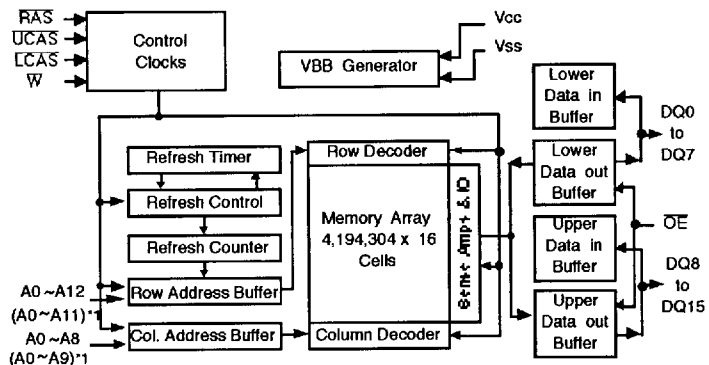 RAS
UCAS
LCAS
W
Control
Clocks
VBB Generator
Vcc
Vss
Lower
Data in
Buffer
DQ0
to
DQ7
Refresh Timer
Refresh Control
Refresh Counter
Row Address Buffer
Col. Address Buffer
A0~A12
(A0~A11)*1
A0~A8
(A0~A9)*1
Row Decoder
Memory Array
4,194,304 x 16
Cells
Column Decoder
Sense Amps & IO
Lower
Data out
Buffer
Upper
Data in
Buffer
Upper
Data out
Buffer
OE
DQ8
to
DQ15